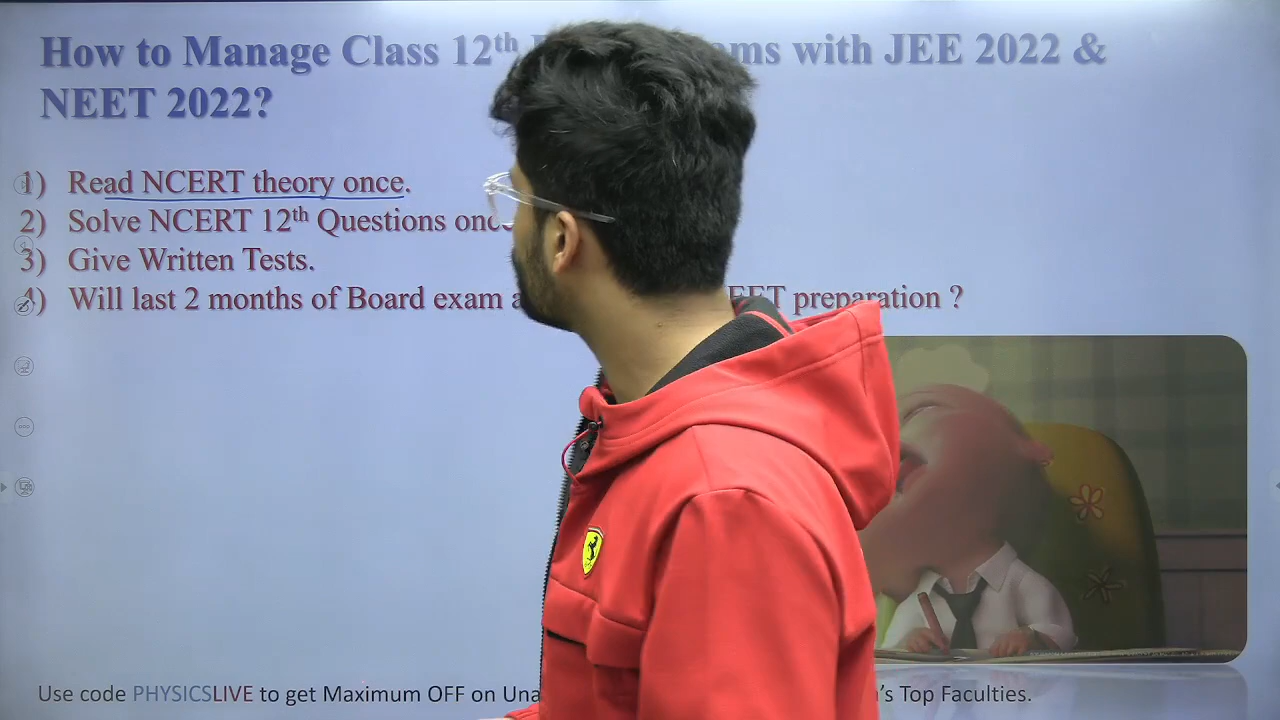 How to Manage Class 12th ms with JEE 2022 &
NEET 2022?
1) Read NCERT theory once.
2) Solve NCERT 12th Questions
3) Give Written Tests.
4) Will last 2 months of Board exam preparation ?
Use code PHYSICSLIVE to get Maximum OFF on Top Faculties.